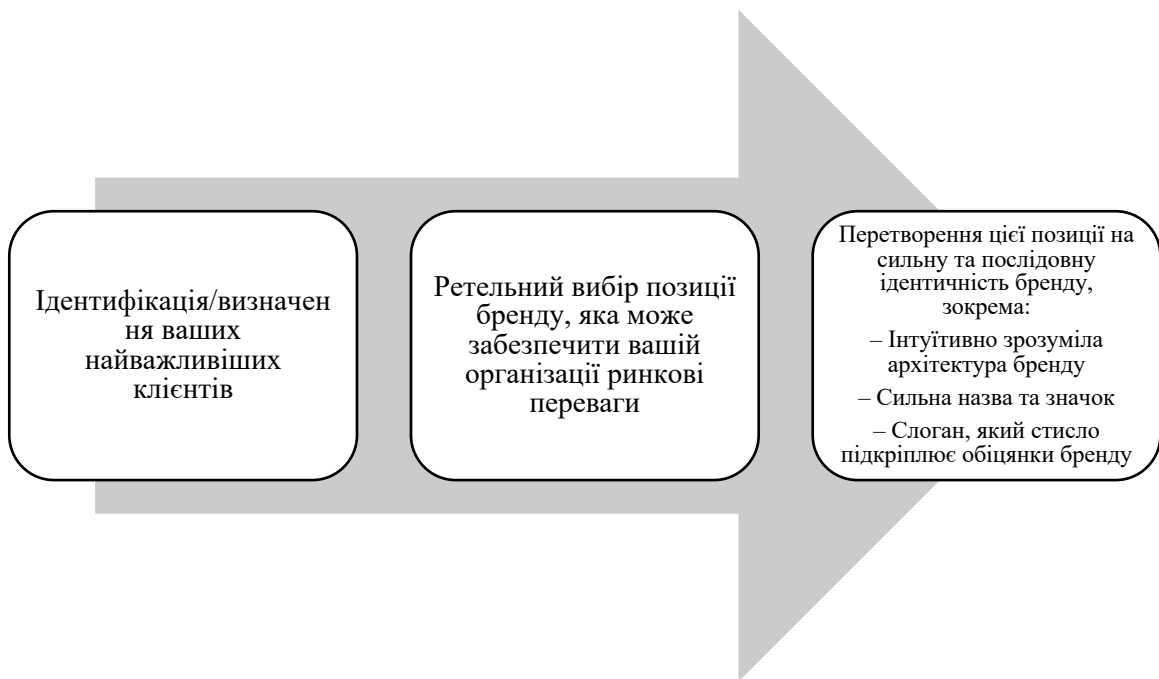 Ідентифікація/визначен
ня ваших
найважливіших
клієнтів
Ретельний вибір позиції
бренду, яка може
забезпечити вашій
організації ринкові
переваги
Перетворення цієї позиції на
сильну та послідовну
ідентичність бренду,
зокрема:
– Інтуїтивно зрозуміла
архітектура бренду
– Сильна назва та значок
– Слоган, який стисло
підкріплює обіцянки бренду